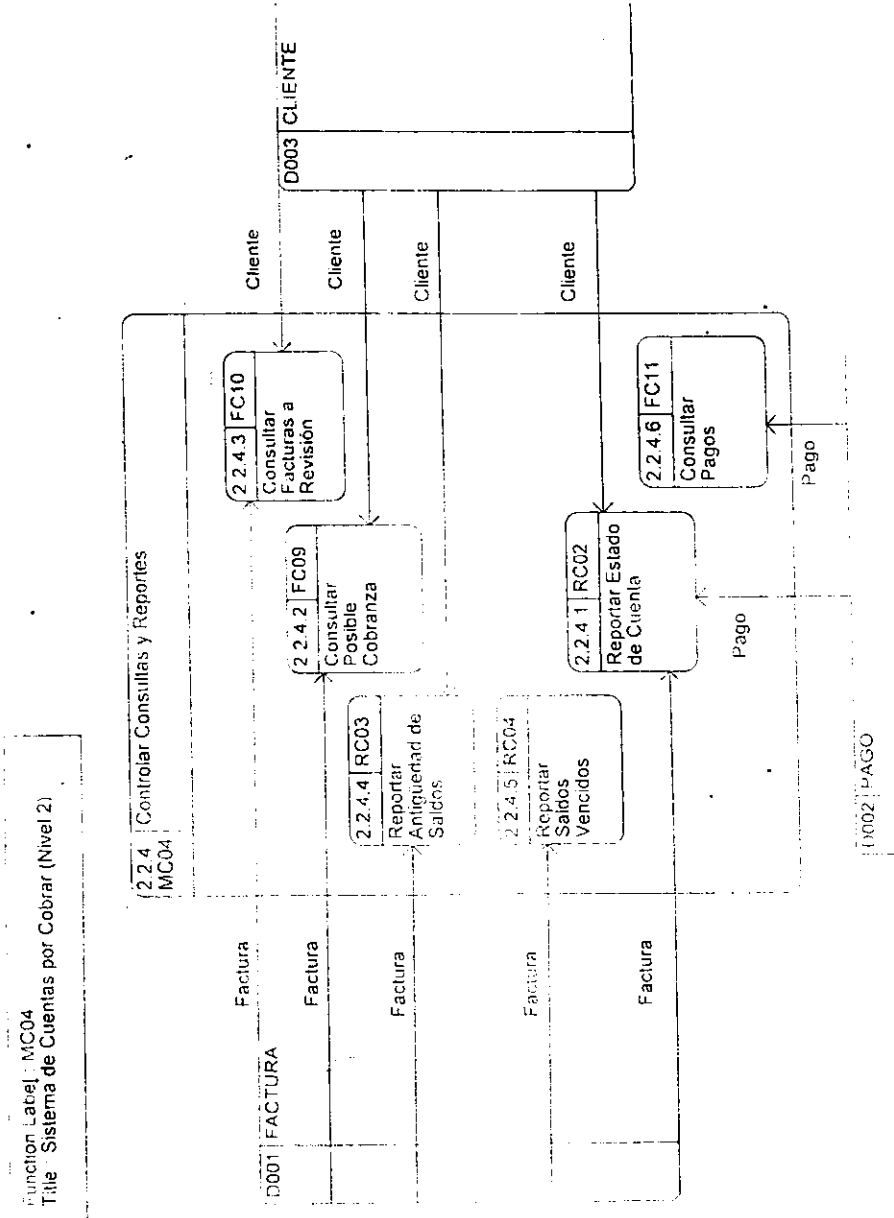 Function Label : MC04
Title : Sistema de Cuentas por Cobrar (Nivel 2)
2.2.4 Controlar Consultas y Reportes
MC04
Factura
2.2.4.3 FC10
Consultar
Facturas a
Revisión
Cliente
D001 FACTURA
D003 CLIENTE
Factura
2.2.4.2 FC09
Consultar
Posible
Cobranza
Cliente
Factura
2.2.4.4 RC03
Reportar
Antigüedad de
Saldos
Cliente
Factura
2.2.4.5 RC04
Reportar
Saldos
Vencidos
Factura
2.2.4.1 RC02
Reportar Estado
de Cuenta
Cliente
2.2.4.6 FC11
Consultar
Pagos
Pago
Pago
D002 PAGO